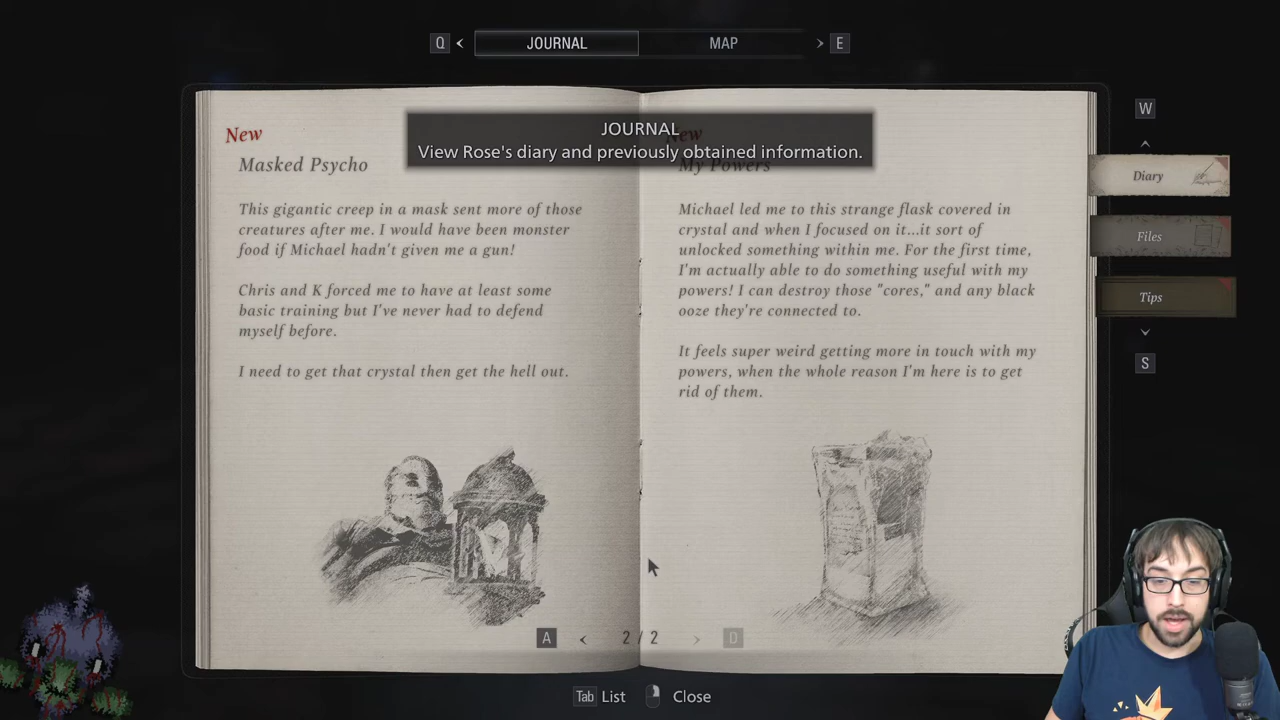 Q < JOURNAL MAP > E
JOURNAL
View Rose's diary and previously obtained information.
New
Masked Psycho
This gigantic creep in a mask sent more of those
creatures after me. I would have been monster
food if Michael hadn't given me a gun!
Chris and K forced me to have at least some
basic training but I've never had to defend
myself before.
I need to get that crystal then get the hell out.
New
My Powers
Michael led me to this strange flask covered in
crystal and when I focused on it...it sort of
unlocked something within me. For the first time,
I'm actually able to do something useful with my
powers! I can destroy those "cores," and any black
ooze they're connected to.
It feels super weird getting more in touch with my
powers, when the whole reason I'm here is to get
rid of them.
W
Diary
Files
Tips
S
A < 2 / 2 > D
Tab List Close